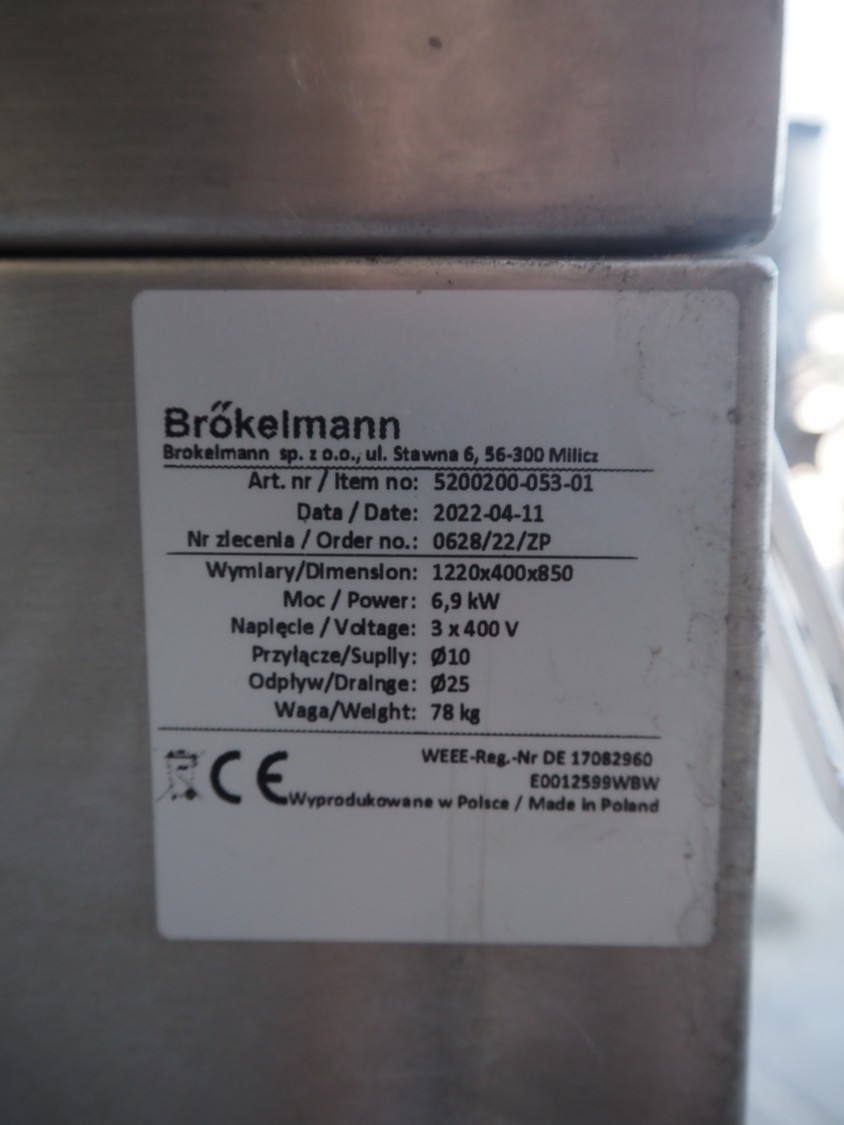 Brőkelmann
Brokelmann sp. z o.o., ul. Stawna 6, 56-300 Milicz
Art. nr / Item no: 5200200-053-01
Data / Date: 2022-04-11
Nr zlecenia / Order no.: 0628/22/ZP
Wymiary/Dimension: 1220x400x850
Moc / Power: 6,9 kW
Napięcie / Voltage: 3 x 400 V
Przyłącze/Suplly: Ø10
Odpływ/Drainge: Ø25
Waga/Weight: 78 kg
WEEE-Reg.-Nr DE 17082960
E0012599WBW
CE
Wyprodukowane w Polsce / Made in Poland